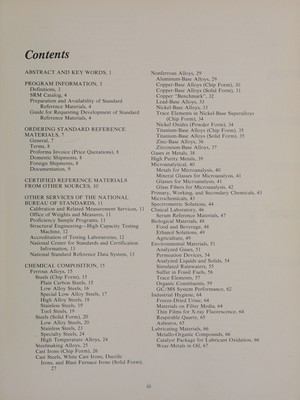 Contents
ABSTRACT AND KEY WORDS, 1
PROGRAM INFORMATION, 3
Definitions, 3
SRM Catalog, 4
Preparation and Availability of Standard
Reference Materials, 4
Guide for Requesting Development of Standard
Reference Materials, 4
ORDERING STANDARD REFERENCE
MATERIALS, 7
General, 7
Terms, 8
Proforma Invoice (Price Quotations), 8
Domestic Shipments, 8
Foreign Shipments, 8
Documentation, 9
CERTIFIED REFERENCE MATERIALS
FROM OTHER SOURCES, 10
OTHER SERVICES OF THE NATIONAL
BUREAU OF STANDARDS, 11
Calibration and Related Measurement Services, 11
Office of Weights and Measures, 11
Proficiency Sample Programs, 11
Structural Engineering—High Capacity Testing
Machine, 12
Accreditation of Testing Laboratories, 12
National Center for Standards and Certification
Information, 13
National Standard Reference Data System, 13
CHEMICAL COMPOSITION, 15
Ferrous Alloys, 15
Steels (Chip Form), 15
Plain Carbon Steels, 15
Low Alloy Steels, 16
Special Low Alloy Steels, 17
High Alloy Steels, 19
Stainless Steels, 19
Tool Steels, 19
Steels (Solid Form), 20
Low Alloy Steels, 20
Stainless Steels, 23
Specialty Steels, 24
High Temperature Alloys, 24
Steelmaking Alloys, 25
Cast Irons (Chip Form), 26
Cast Steels, White Cast Irons, Ductile
Irons, and Blast Furnace Irons (Solid Form),
27
Nonferrous Alloys, 29
Aluminum-Base Alloys, 29
Copper-Base Alloys (Chip Form), 30
Copper-Base Alloys (Solid Form), 31
Copper "Benchmark", 32
Lead-Base Alloys, 33
Nickel-Base Alloys, 33
Trace Elements in Nickel-Base Superalloys
(Chip Form), 34
Nickel Oxides (Powder Form), 34
Titanium-Base Alloys (Chip Form), 35
Titanium-Base Alloys (Solid Form), 35
Zinc-Base Alloys, 36
Zirconium-Base Alloys, 37
Gases in Metals, 38
High Purity Metals, 39
Microanalytical, 40
Metals for Microanalysis, 40
Mineral Glasses for Microanalysis, 41
Glasses for Microanalysis, 41
Glass Fibers for Microanalysis, 42
Primary, Working, and Secondary Chemicals, 43
Microchemicals, 43
Spectrometric Solutions, 44
Clinical Laboratory, 46
Serum Reference Materials, 47
Biological Materials, 48
Food and Beverage, 48
Ethanol Solutions, 49
Agriculture, 49
Environmental Materials, 51
Analyzed Gases, 51
Permeation Devices, 54
Analyzed Liquids and Solids, 54
Simulated Rainwaters, 55
Sulfur in Fossil Fuels, 56
Trace Elements, 57
Organic Constituents, 59
GC/MS System Performance, 62
Industrial Hygiene, 64
Freeze-Dried Urine, 64
Materials on Filter Media, 64
Thin Films for X-ray Fluorescence, 64
Respirable Quartz, 65
Asbestos, 65
Lubricating Materials, 66
Metallo-Organic Compounds, 66
Catalyst Package for Lubricant Oxidation, 66
Wear-Metals in Oil, 67
iii